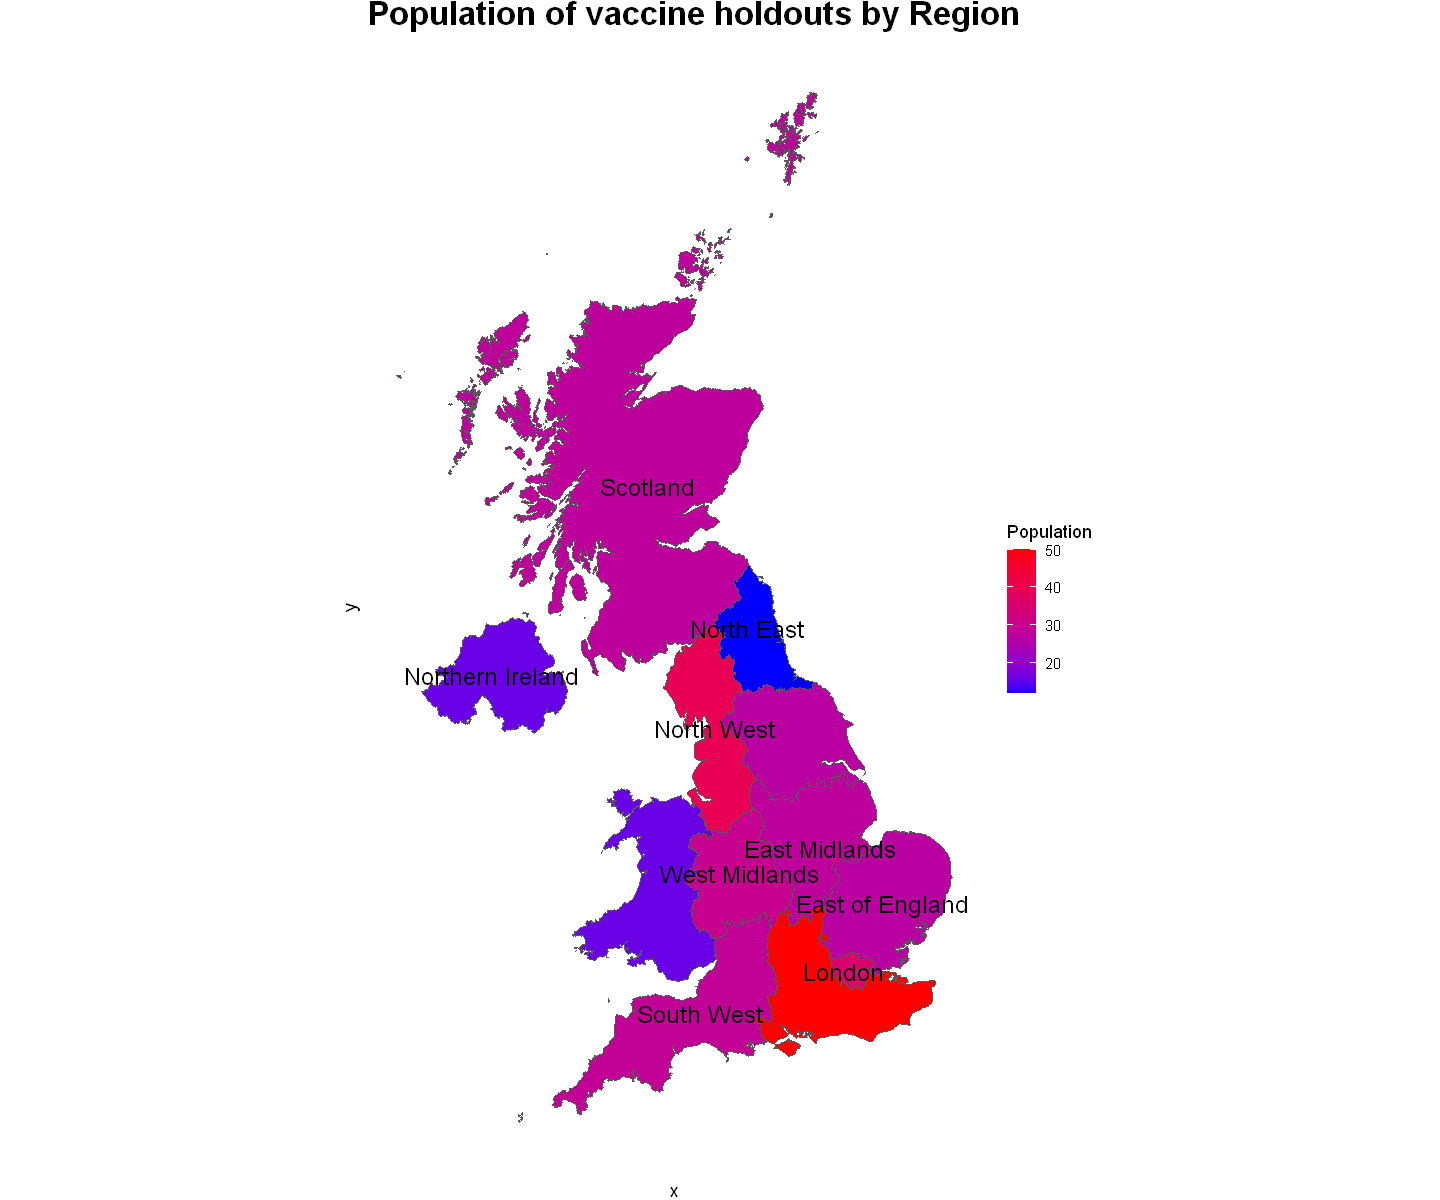 Population of vaccine holdouts by Region
Scotland
Population
50
40
30
20
y
North East
Northern Ireland
North West
East Midlands
West Midlands
East of England
London
South West
x